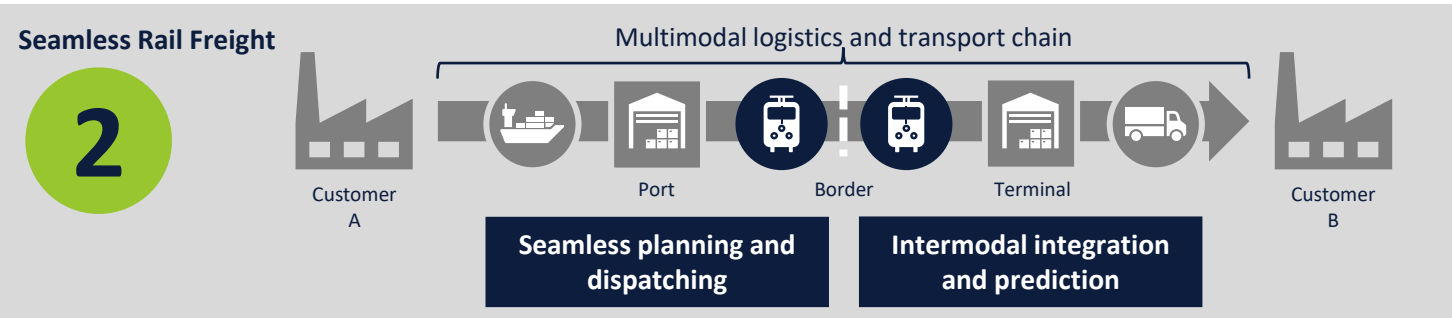 Seamless Rail Freight
2
Multimodal logistics and transport chain
Customer
A
Port
Border
Terminal
Customer
B
Seamless planning and
dispatching
Intermodal integration
and prediction